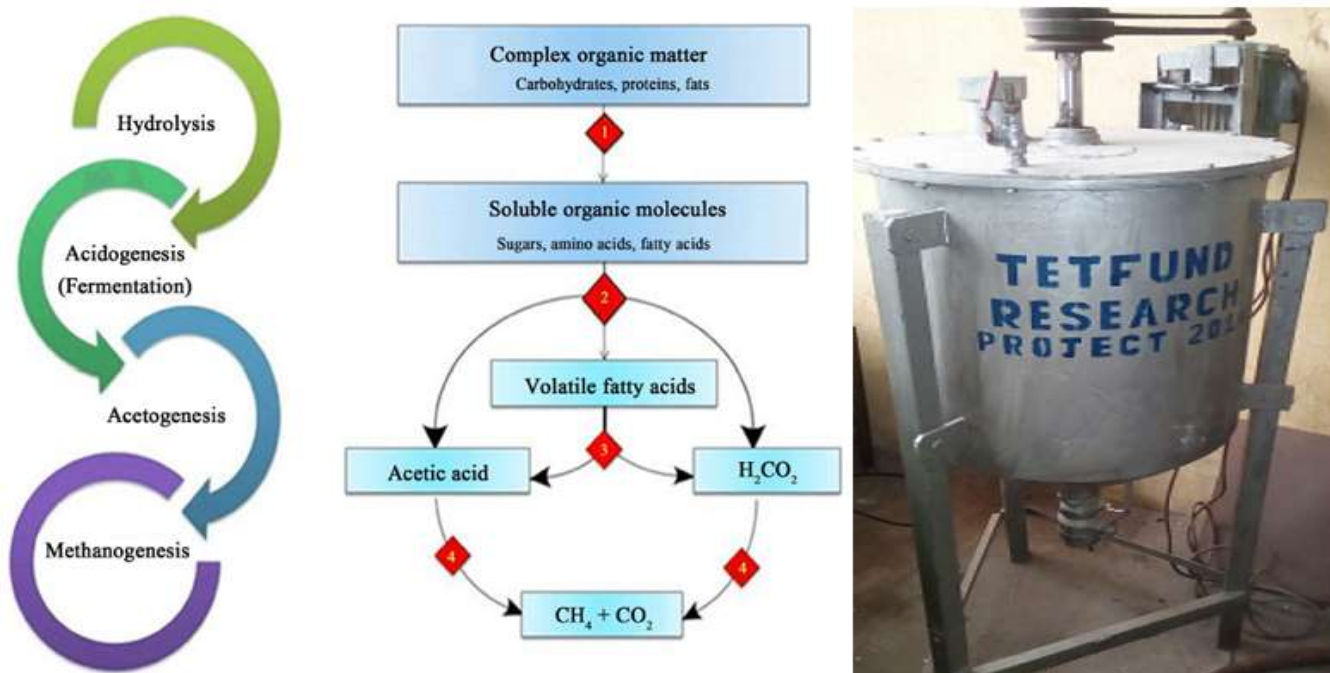 Hydrolysis
Acidogenesis
(Fermentation)
Acetogenesis
Methanogenesis
Complex organic matter
Carbohydrates, proteins, fats
1
Soluble organic molecules
Sugars, amino acids, fatty acids
2
Volatile fatty acids
3
Acetic acid
H₂CO₂
4
4
CH₄ + CO₂
TETFUND
RESEARCH
PROJECT